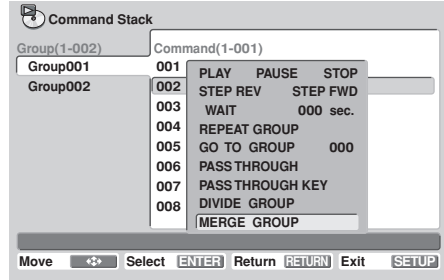 Command Stack
Group(1-002) Command(1-001)
Group001
Group002
001
002
003
004
005
006
007
008
PLAY PAUSE STOP
STEP REV STEP FWD
WAIT 000 sec.
REPEAT GROUP
GO TO GROUP 000
PASS THROUGH
PASS THROUGH KEY
DIVIDE GROUP
MERGE GROUP
Move Select ENTER Return RETURN Exit SETUP